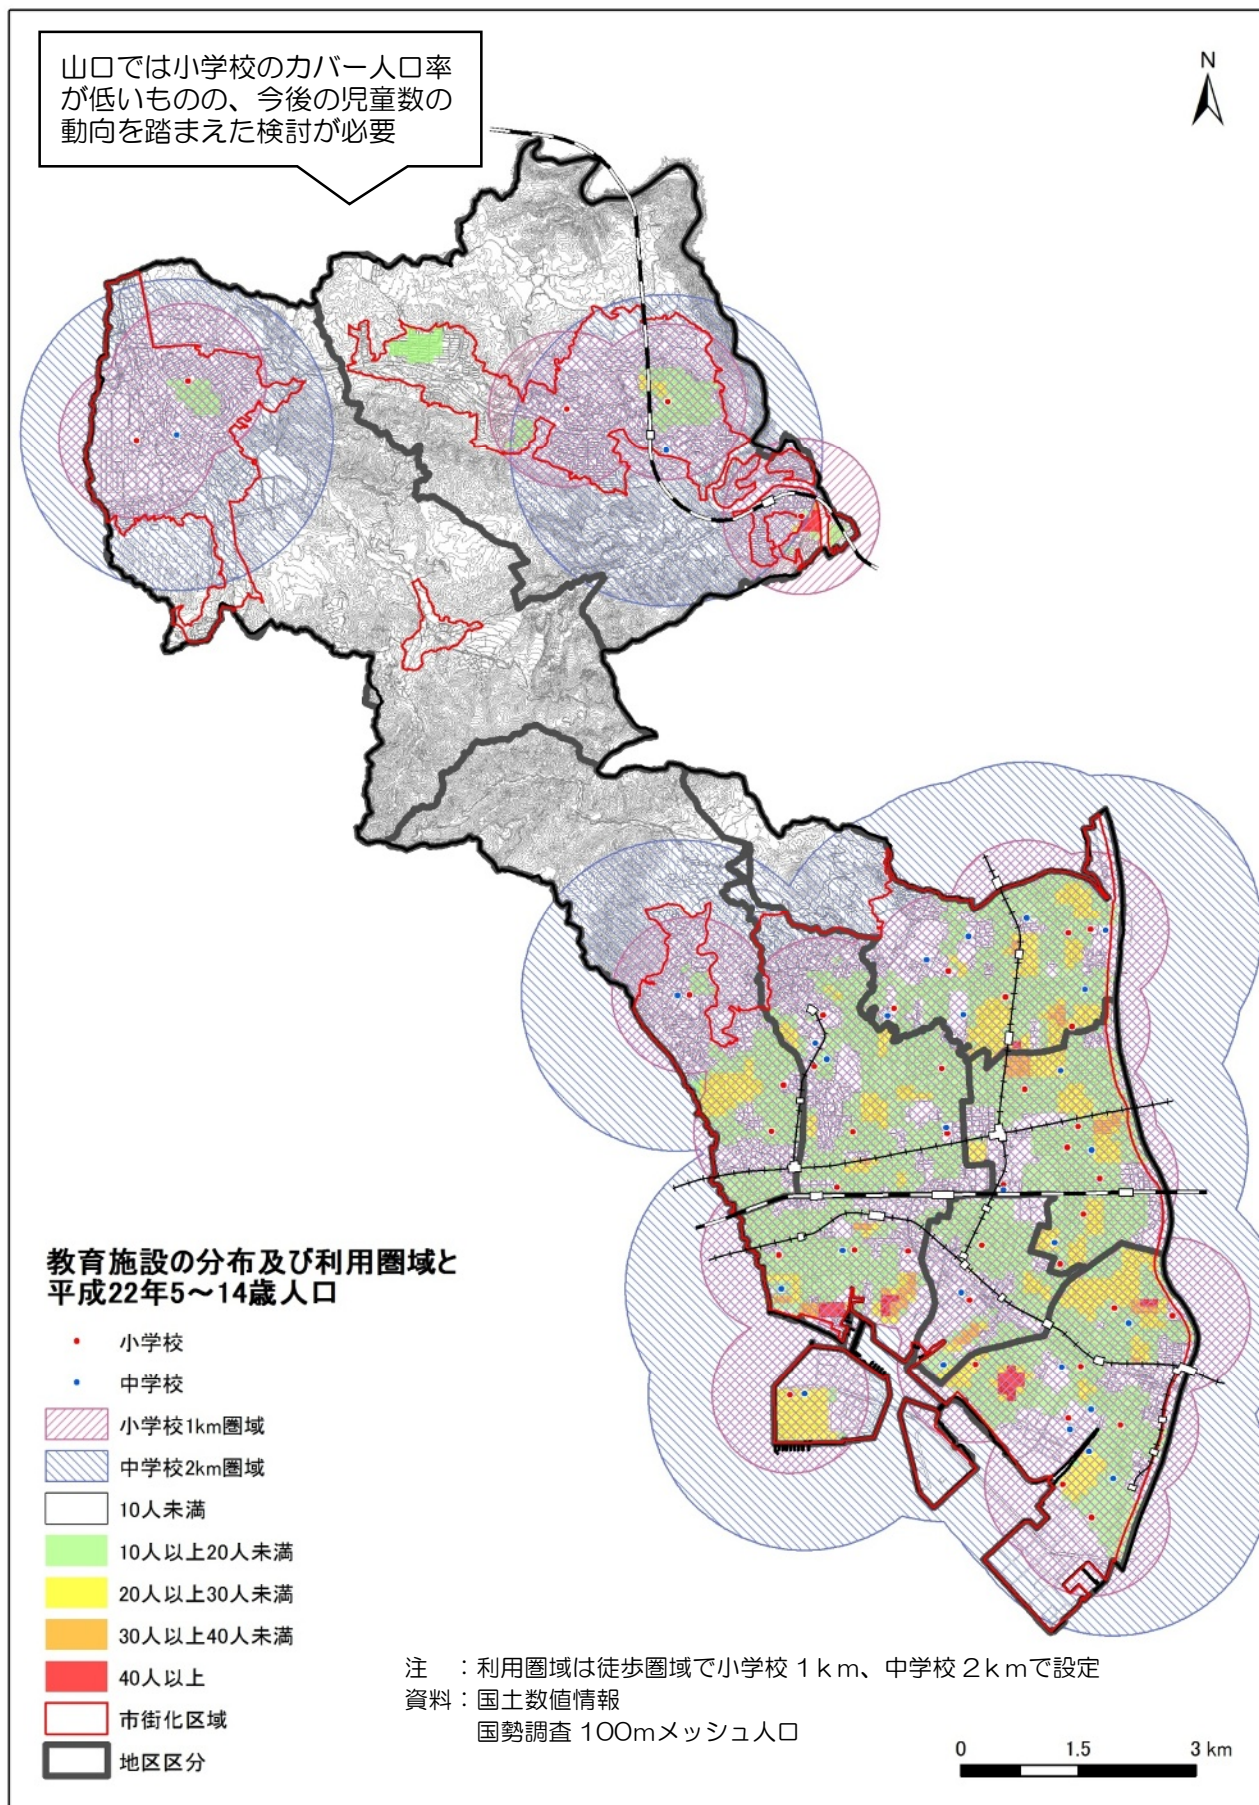 山口では小学校のカバー人口率
が低いものの、今後の児童数の
動向を踏まえた検討が必要
N
教育施設の分布及び利用圏域と
平成22年5～14歳人口
小学校
中学校
小学校1km圏域
中学校2km圏域
10人未満
10人以上20人未満
20人以上30人未満
30人以上40人未満
40人以上
市街化区域
地区区分
注　：利用圏域は徒歩圏域で小学校１ｋｍ、中学校２ｋｍで設定
資料：国土数値情報
国勢調査 100mメッシュ人口
0 1.5 3 km